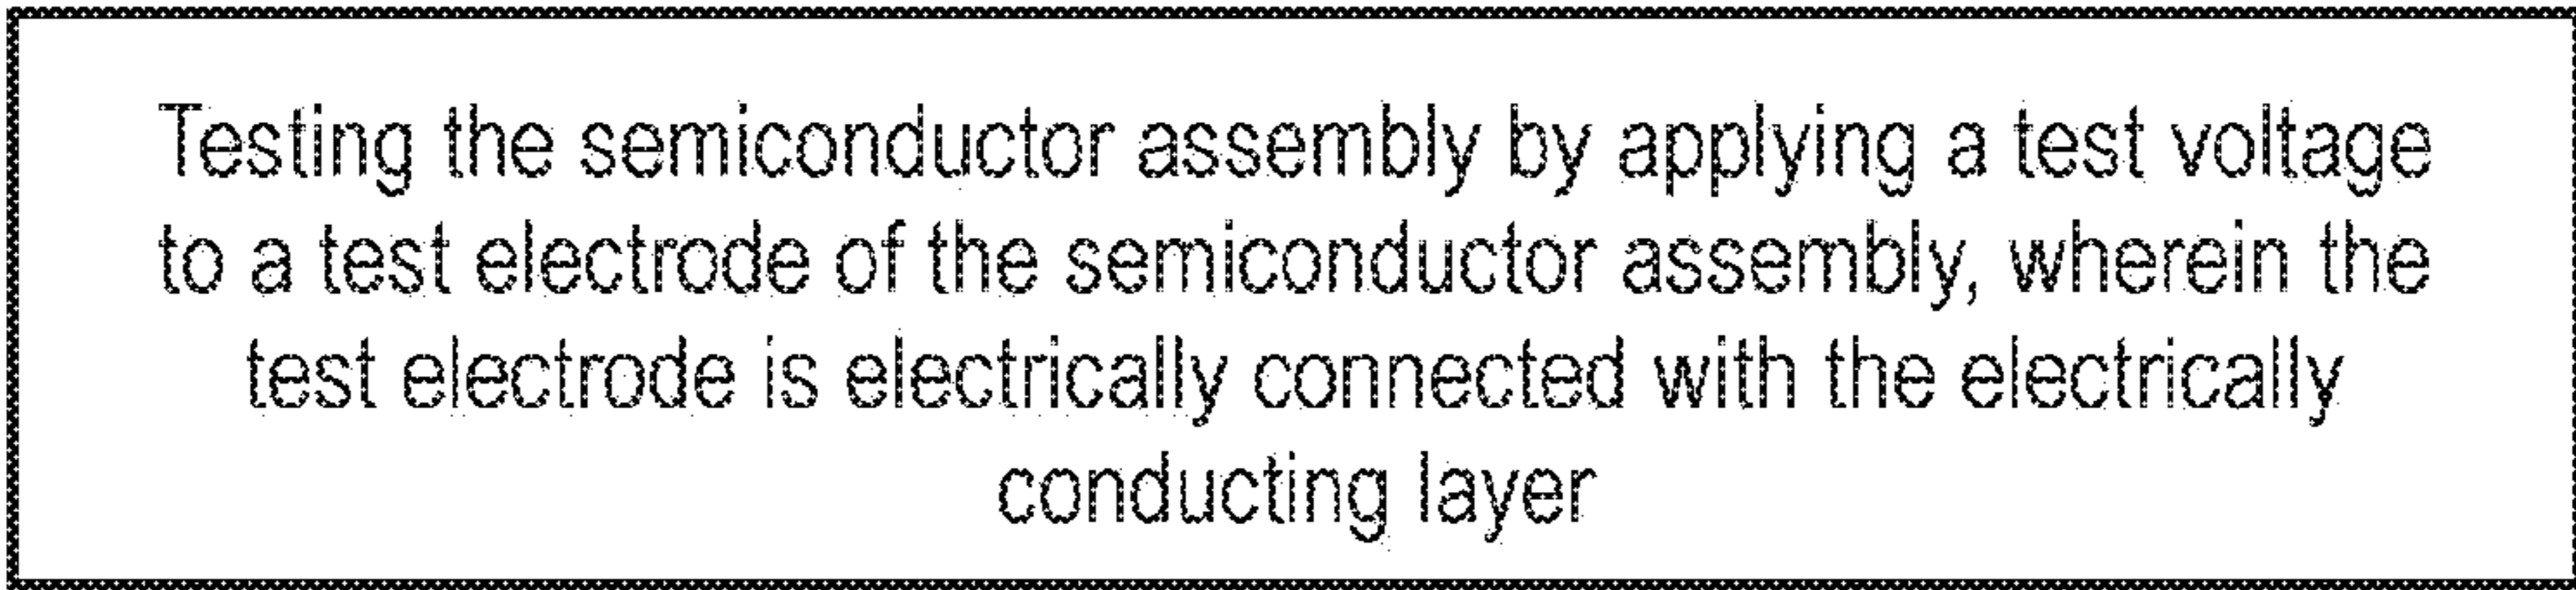 Testing the semiconductor assembly by applying a test voltage
to a test electrode of the semiconductor assembly, wherein the
test electrode is electrically connected with the electrically
conducting layer